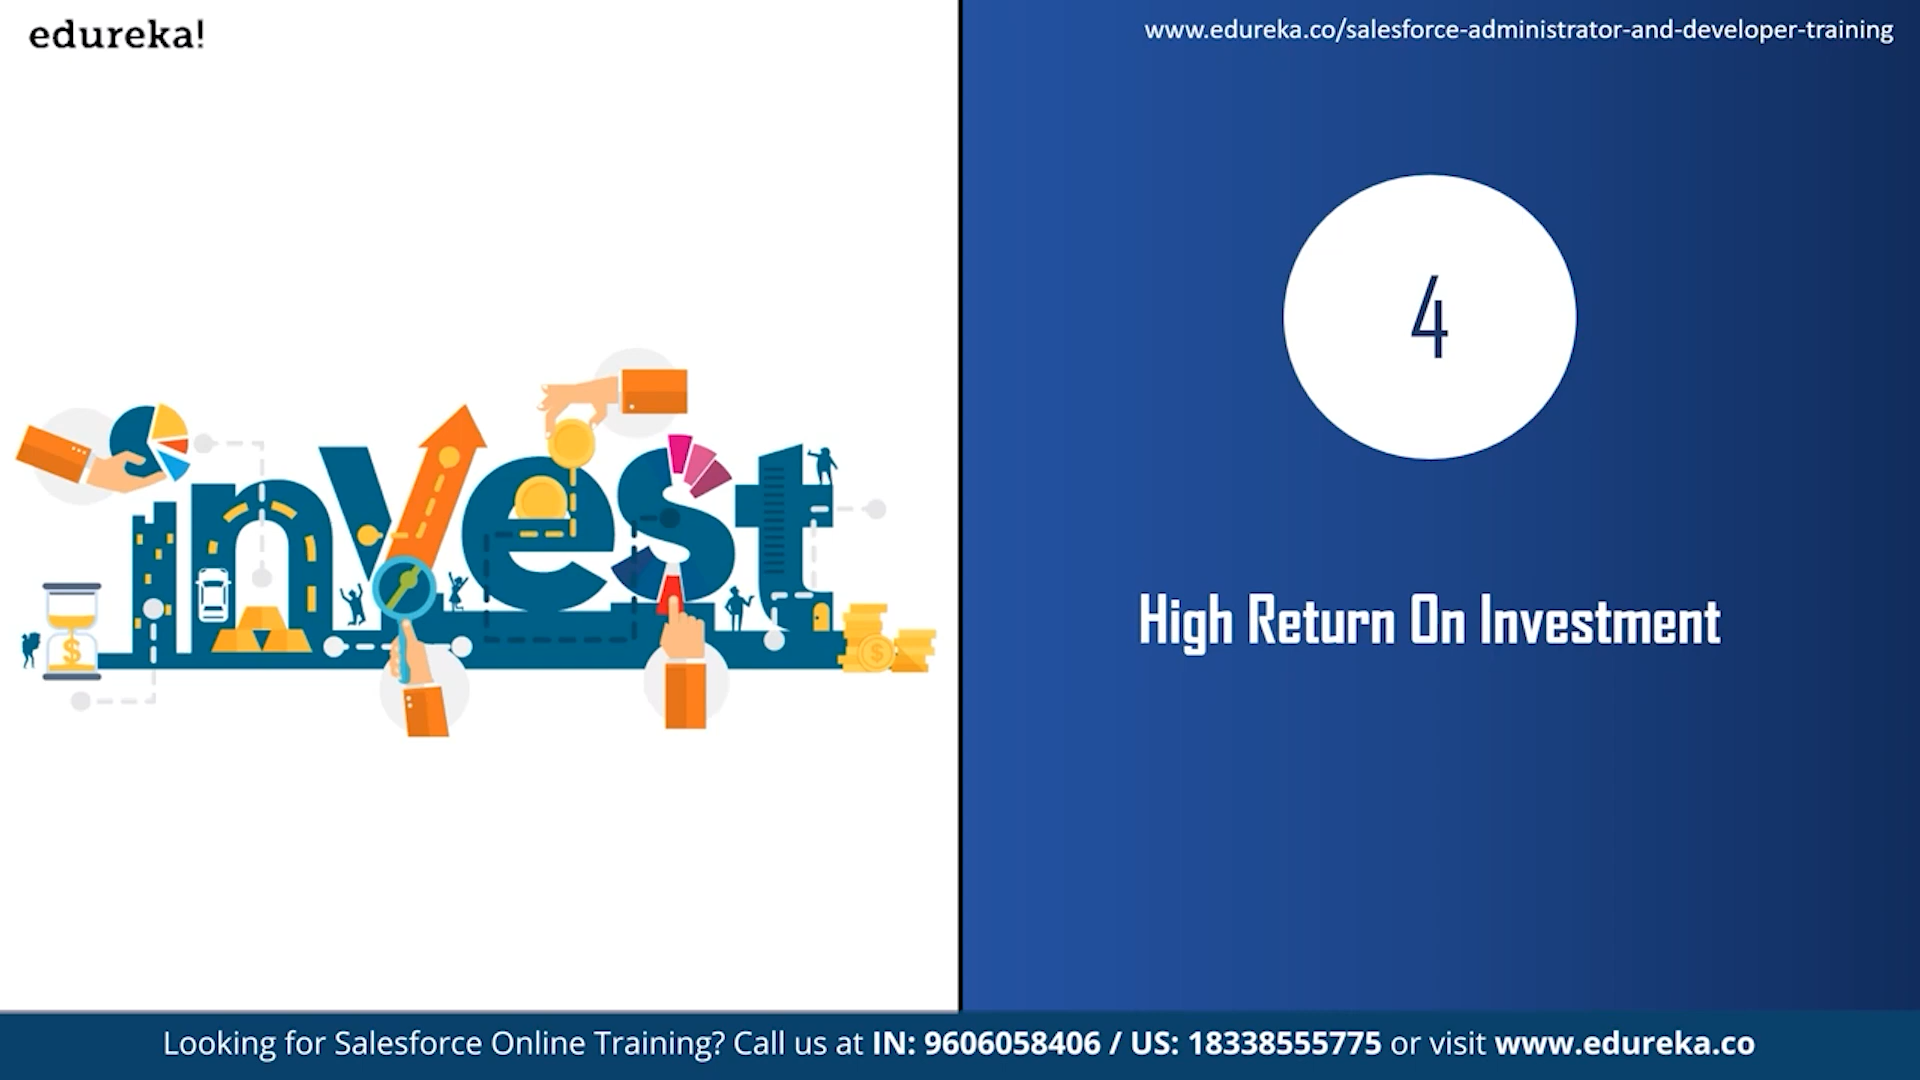 edureka!
www.edureka.co/salesforce-administrator-and-developer-training
invest
$
$
4
High Return On Investment
Looking for Salesforce Online Training? Call us at IN: 9606058406 / US: 18338555775 or visit www.edureka.co